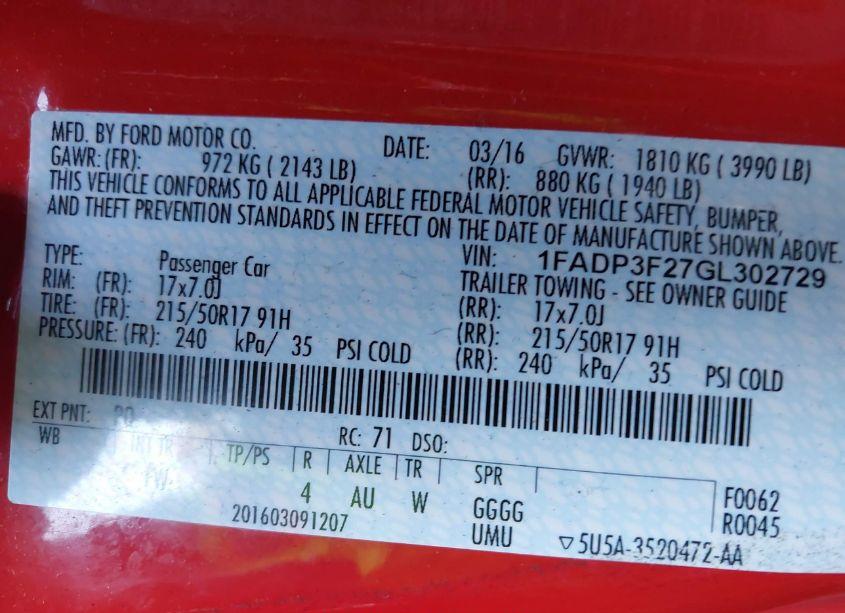 MFD. BY FORD MOTOR CO. DATE: 03/16 GVWR: 1810 KG ( 3990 LB)
GAWR: (FR): 972 KG ( 2143 LB) (RR): 880 KG ( 1940 LB)
THIS VEHICLE CONFORMS TO ALL APPLICABLE FEDERAL MOTOR VEHICLE SAFETY, BUMPER,
AND THEFT PREVENTION STANDARDS IN EFFECT ON THE DATE OF MANUFACTURE SHOWN ABOVE.
VIN: 1FADP3F27GL302729
TYPE: Passenger Car TRAILER TOWING - SEE OWNER GUIDE
RIM: (FR): 17x7.0J (RR): 17x7.0J
TIRE: (FR): 215/50R17 91H (RR): 215/50R17 91H
PRESSURE: (FR): 240 kPa/ 35 PSI COLD (RR): 240 kPa/ 35 PSI COLD
EXT PNT: RC: 71 DSO:
WB INT TR TP/PS R AXLE TR SPR
4 AU W GGGG F0062
UMU R0045
201603091207 ▽5U5A-3520472-AA